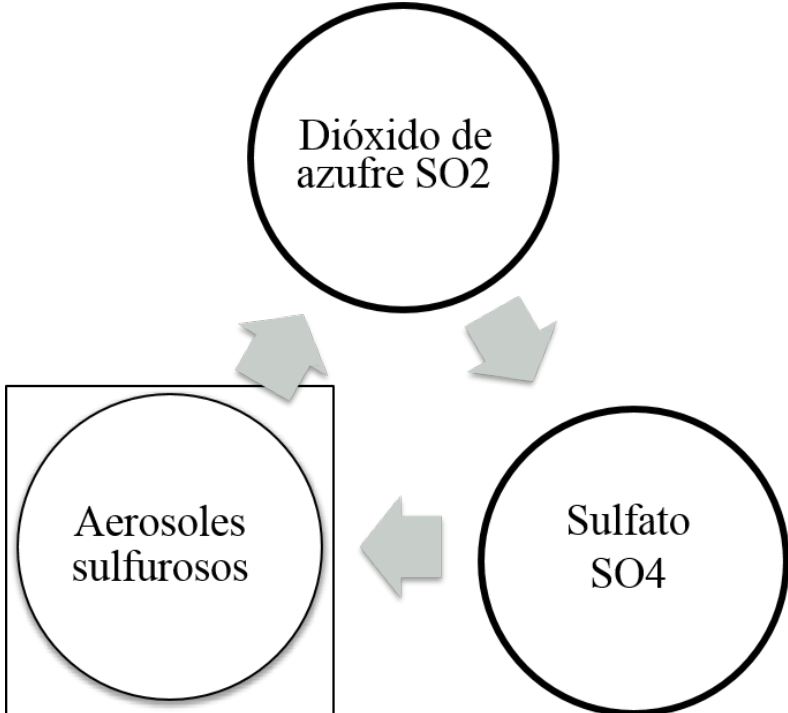 Dióxido de
azufre SO2
Aerosoles
sulfurosos
Sulfato
SO4